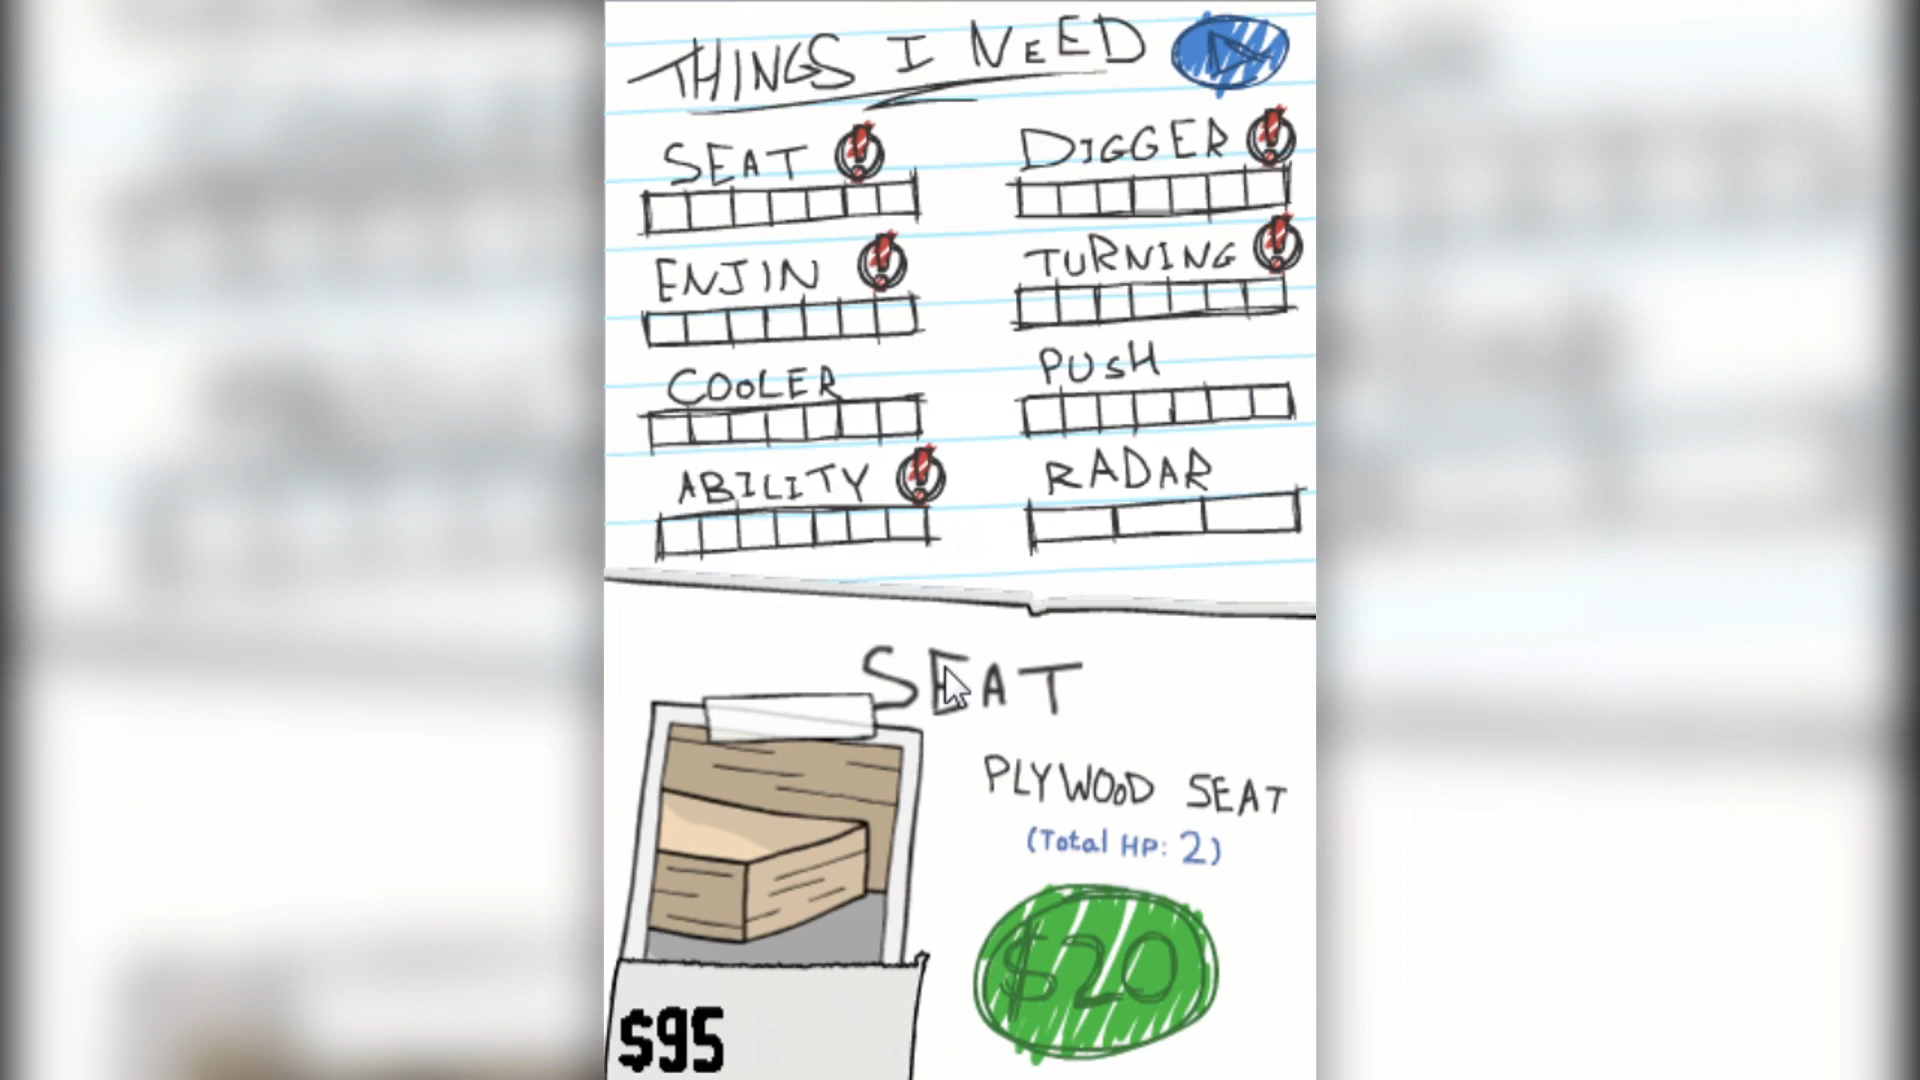 THINGS I NEED
SEAT
DIGGER
ENJIN
TURNING
COOLER
PUSH
ABILITY
RADAR
SEAT
PLYWOOD SEAT
(Total HP: 2)
$20
$95